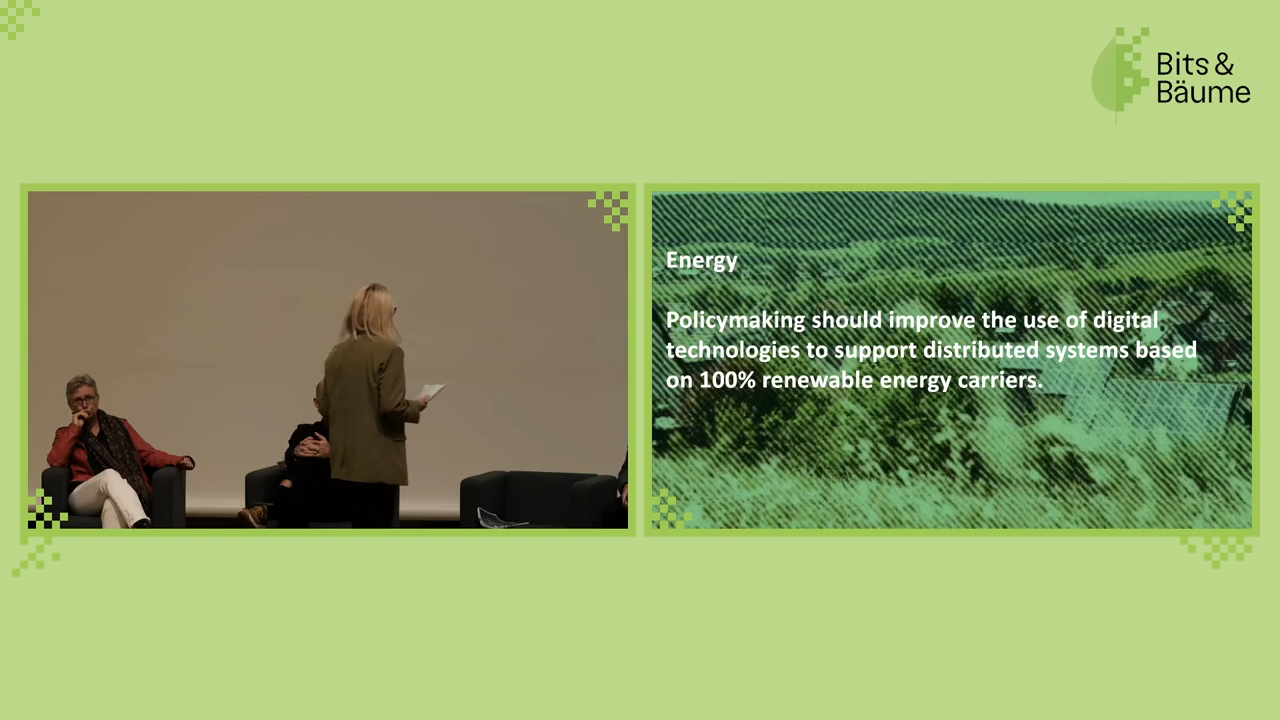 Bits &
Bäume
Energy
Policymaking should improve the use of digital
technologies to support distributed systems based
on 100% renewable energy carriers.